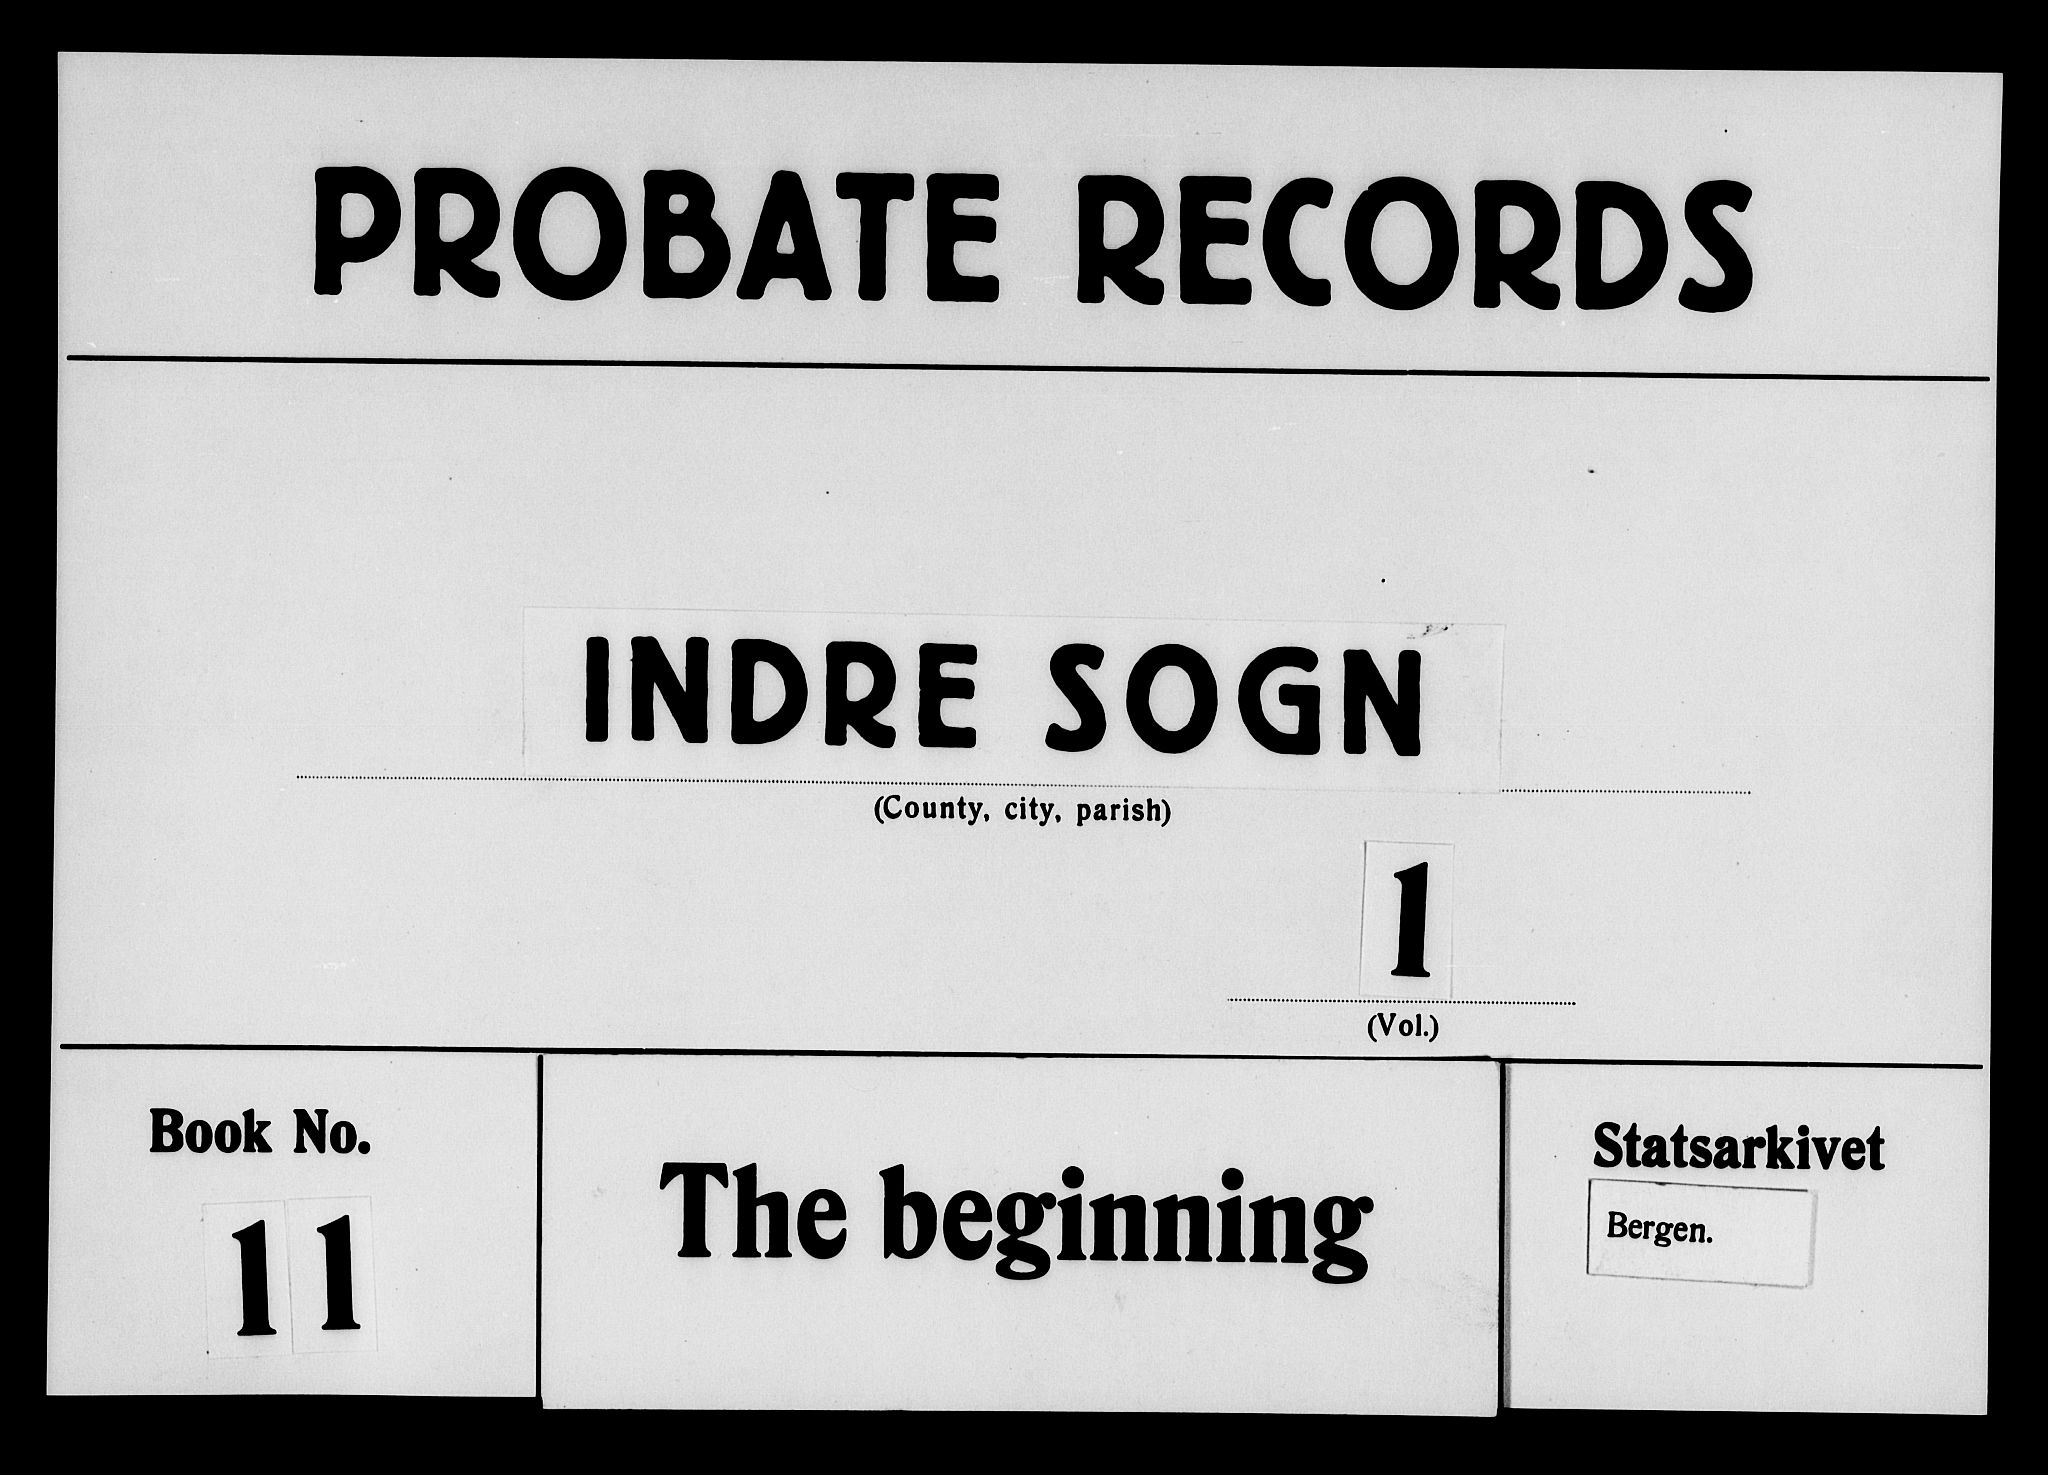 PROBATE RECORDS
INDRE SOGN
(County, city, parish)
1
(Vol.)
Book No.
11
The beginning
Statsarkivet
Bergen.